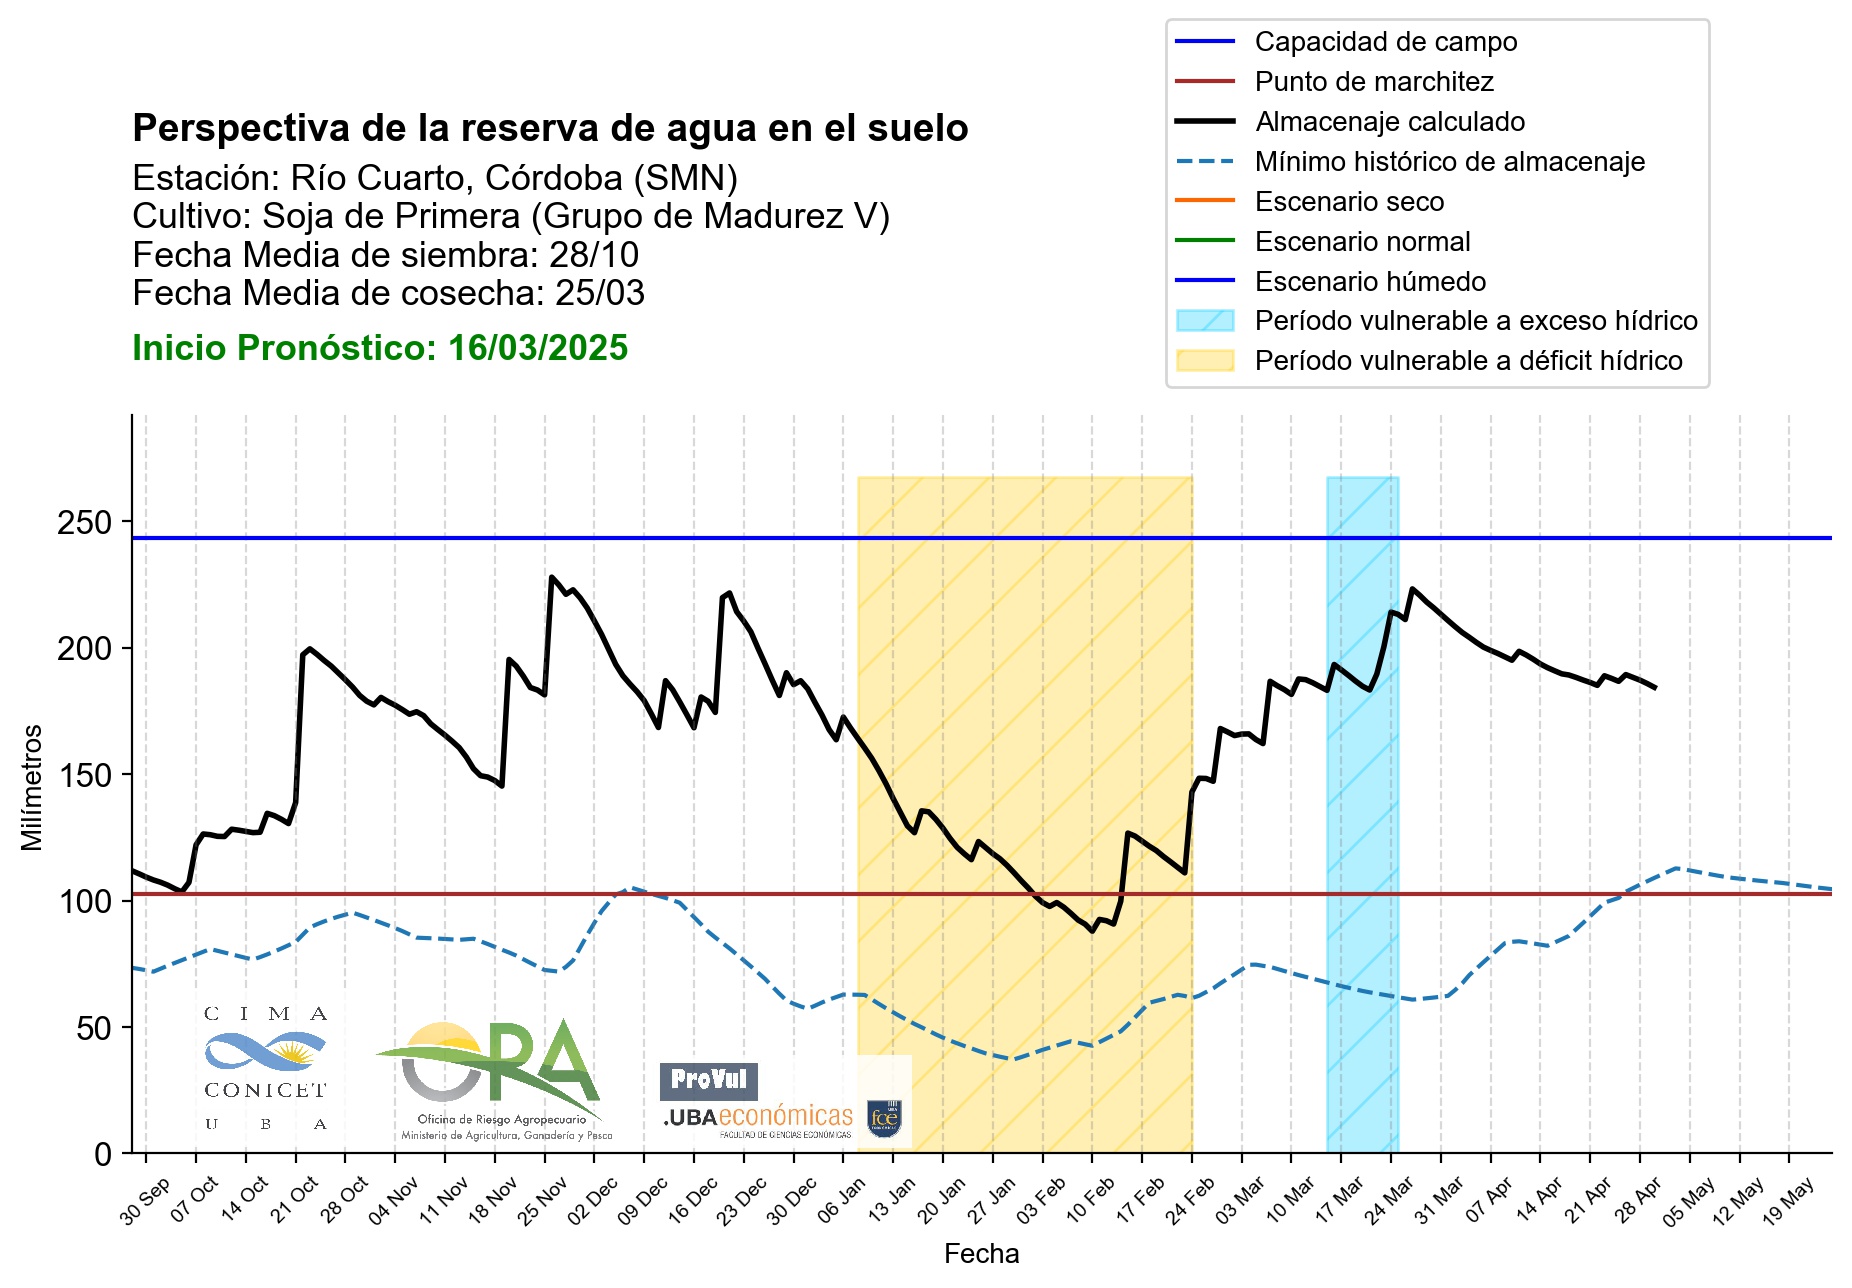 Capacidad de campo
Punto de marchitez
Almacenaje calculado
Mínimo histórico de almacenaje
Escenario seco
Escenario normal
Escenario húmedo
Período vulnerable a exceso hídrico
Período vulnerable a déficit hídrico
Perspectiva de la reserva de agua en el suelo
Estación: Río Cuarto, Córdoba (SMN)
Cultivo: Soja de Primera (Grupo de Madurez V)
Fecha Media de siembra: 28/10
Fecha Media de cosecha: 25/03
Inicio Pronóstico: 16/03/2025
250
200
150
100
50
0
Milímetros
C I M A
CONICET
U B A
ORA
Oficina de Riesgo Agropecuario
Ministerio de Agricultura, Ganadería y Pesca
ProVul
.UBAeconómicas
FACULTAD DE CIENCIAS ECONÓMICAS
UBA
fce
ECONÓMICAS
30 Sep 07 Oct 14 Oct 21 Oct 28 Oct 04 Nov 11 Nov 18 Nov 25 Nov 02 Dec 09 Dec 16 Dec 23 Dec 30 Dec 06 Jan 13 Jan 20 Jan 27 Jan 03 Feb 10 Feb 17 Feb 24 Feb 03 Mar 10 Mar 17 Mar 24 Mar 31 Mar 07 Apr 14 Apr 21 Apr 28 Apr 05 May 12 May 19 May
Fecha